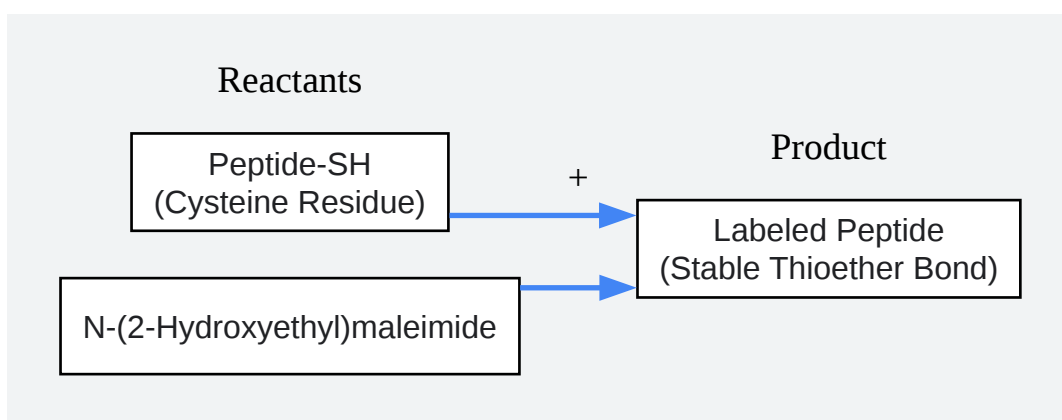 Reactants
Peptide-SH
(Cysteine Residue)
+
Product
Labeled Peptide
(Stable Thioether Bond)
N-(2-Hydroxyethyl)maleimide